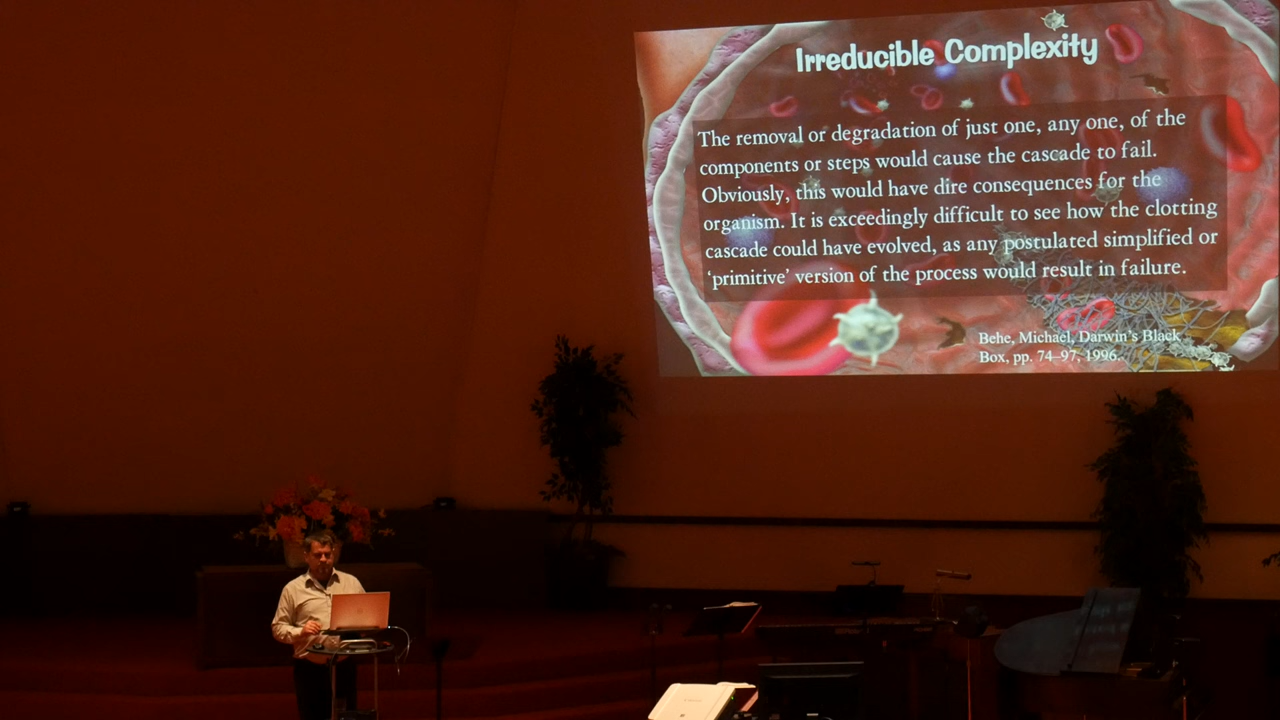 Irreducible Complexity
The removal or degradation of just one, any one, of the
components or steps would cause the cascade to fail.
Obviously, this would have dire consequences for the
organism. It is exceedingly difficult to see how the clotting
cascade could have evolved, as any postulated simplified or
‘primitive’ version of the process would result in failure.
Behe, Michael, Darwin’s Black
Box, pp. 74–97, 1996.